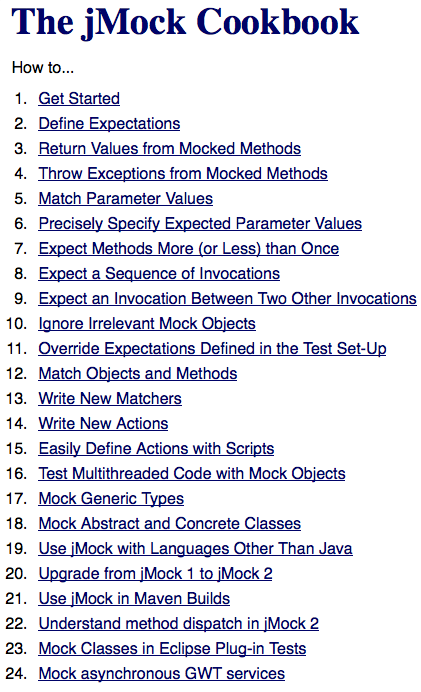 The jMock Cookbook
How to...
1. Get Started
2. Define Expectations
3. Return Values from Mocked Methods
4. Throw Exceptions from Mocked Methods
5. Match Parameter Values
6. Precisely Specify Expected Parameter Values
7. Expect Methods More (or Less) than Once
8. Expect a Sequence of Invocations
9. Expect an Invocation Between Two Other Invocations
10. Ignore Irrelevant Mock Objects
11. Override Expectations Defined in the Test Set-Up
12. Match Objects and Methods
13. Write New Matchers
14. Write New Actions
15. Easily Define Actions with Scripts
16. Test Multithreaded Code with Mock Objects
17. Mock Generic Types
18. Mock Abstract and Concrete Classes
19. Use jMock with Languages Other Than Java
20. Upgrade from jMock 1 to jMock 2
21. Use jMock in Maven Builds
22. Understand method dispatch in jMock 2
23. Mock Classes in Eclipse Plug-in Tests
24. Mock asynchronous GWT services